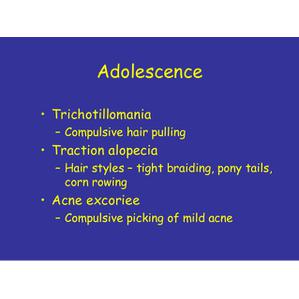 Adolescence
• Trichotillomania
– Compulsive hair pulling
• Traction alopecia
– Hair styles – tight braiding, pony tails,
corn rowing
• Acne excoriee
– Compulsive picking of mild acne